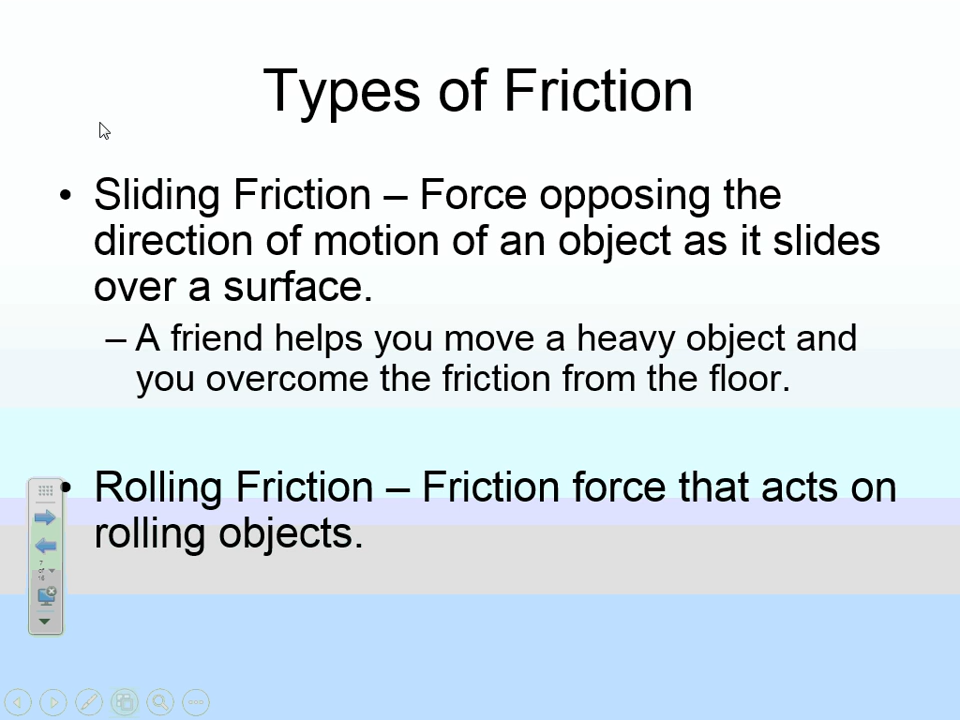 Types of Friction
• Sliding Friction – Force opposing the
direction of motion of an object as it slides
over a surface.
– A friend helps you move a heavy object and
you overcome the friction from the floor.
• Rolling Friction – Friction force that acts on
rolling objects.